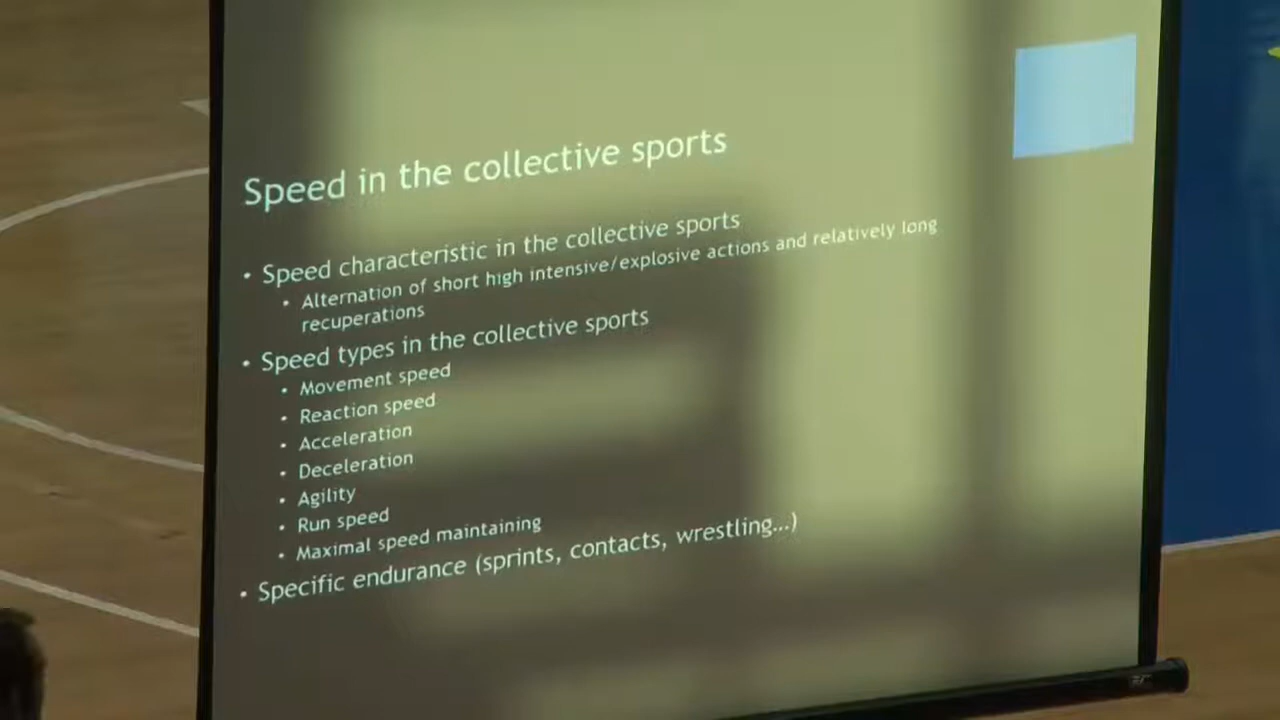 Speed in the collective sports
• Speed characteristic in the collective sports
• Alternation of short high intensive/explosive actions and relatively long
recuperations
• Speed types in the collective sports
• Movement speed
• Reaction speed
• Acceleration
• Deceleration
• Agility
• Run speed
• Maximal speed maintaining
• Specific endurance (sprints, contacts, wrestling...)